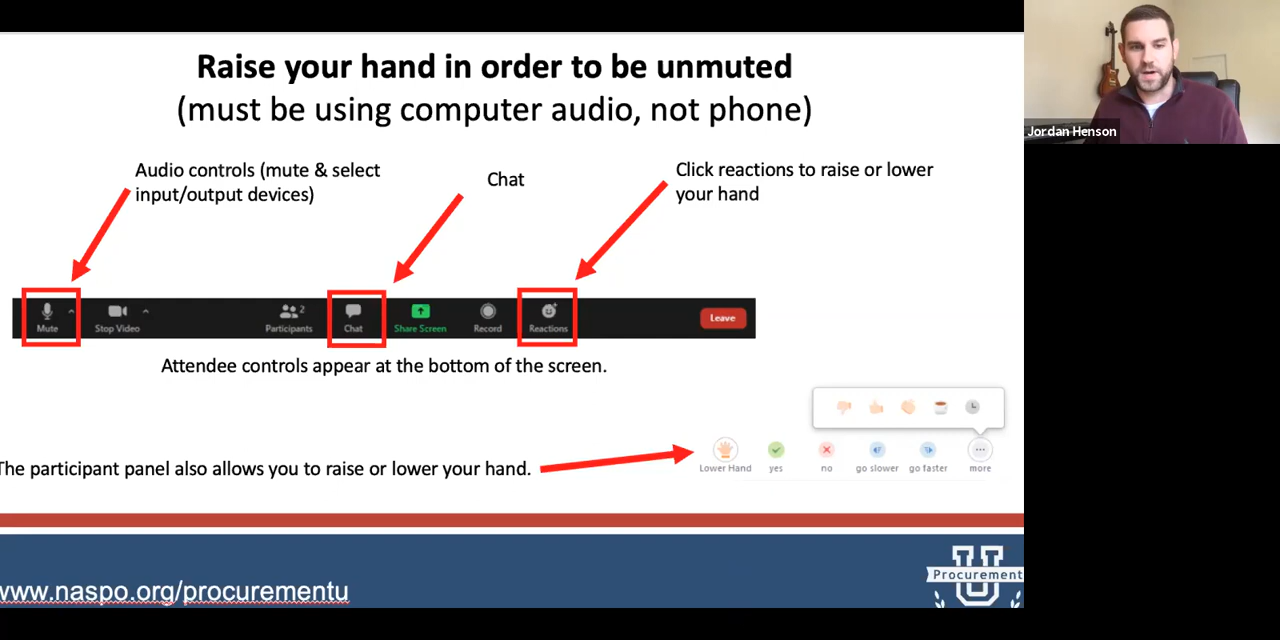 Raise your hand in order to be unmuted
(must be using computer audio, not phone)
Jordan Henson
Audio controls (mute & select
input/output devices)
Chat
Click reactions to raise or lower
your hand
2
Mute
Stop Video
Participants
Chat
Share Screen
Record
Reactions
Leave
Attendee controls appear at the bottom of the screen.
The participant panel also allows you to raise or lower your hand.
Lower Hand
yes
no
go slower
go faster
more
www.naspo.org/procurementu
U
Procurement